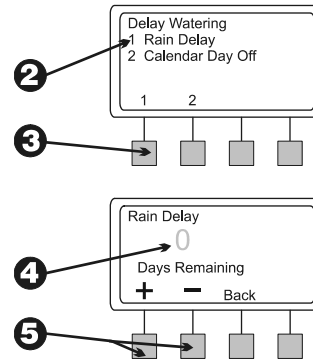 Delay Watering
1 Rain Delay
2 Calendar Day Off
2
1 2
3
Rain Delay
0
4
Days Remaining
+ −
Back
5